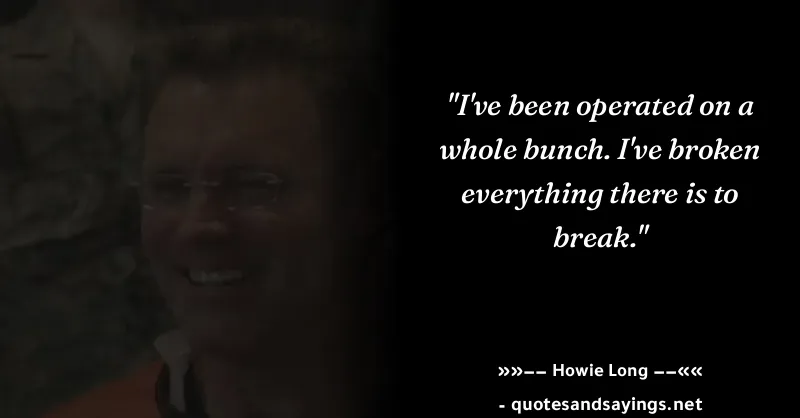 "I've been operated on a
whole bunch. I've broken
everything there is to
break."
»»–– Howie Long ––««
- quotesandsayings.net